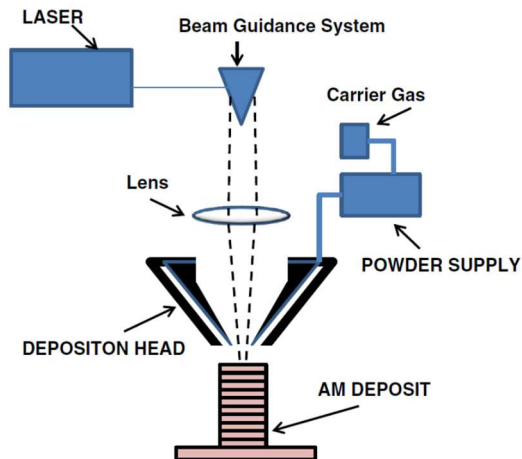 LASER
Beam Guidance System
Carrier Gas
Lens
POWDER SUPPLY
DEPOSITON HEAD
AM DEPOSIT